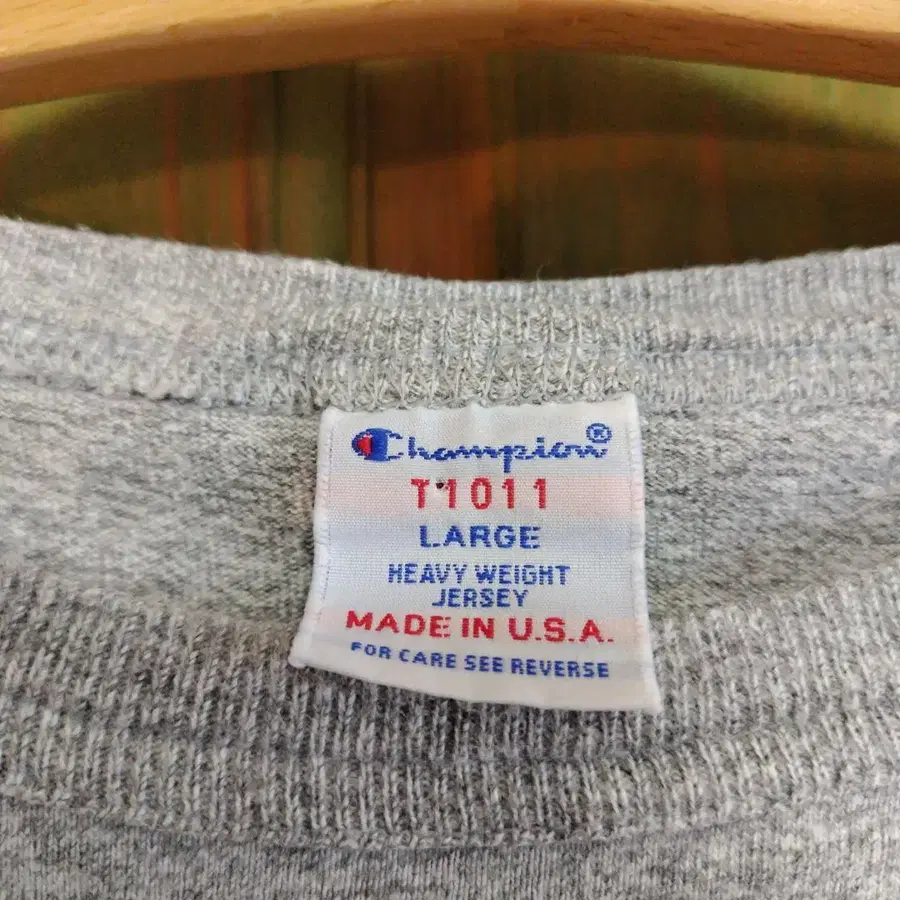 Champion®
T1011
LARGE
HEAVY WEIGHT
JERSEY
MADE IN U.S.A.
FOR CARE SEE REVERSE